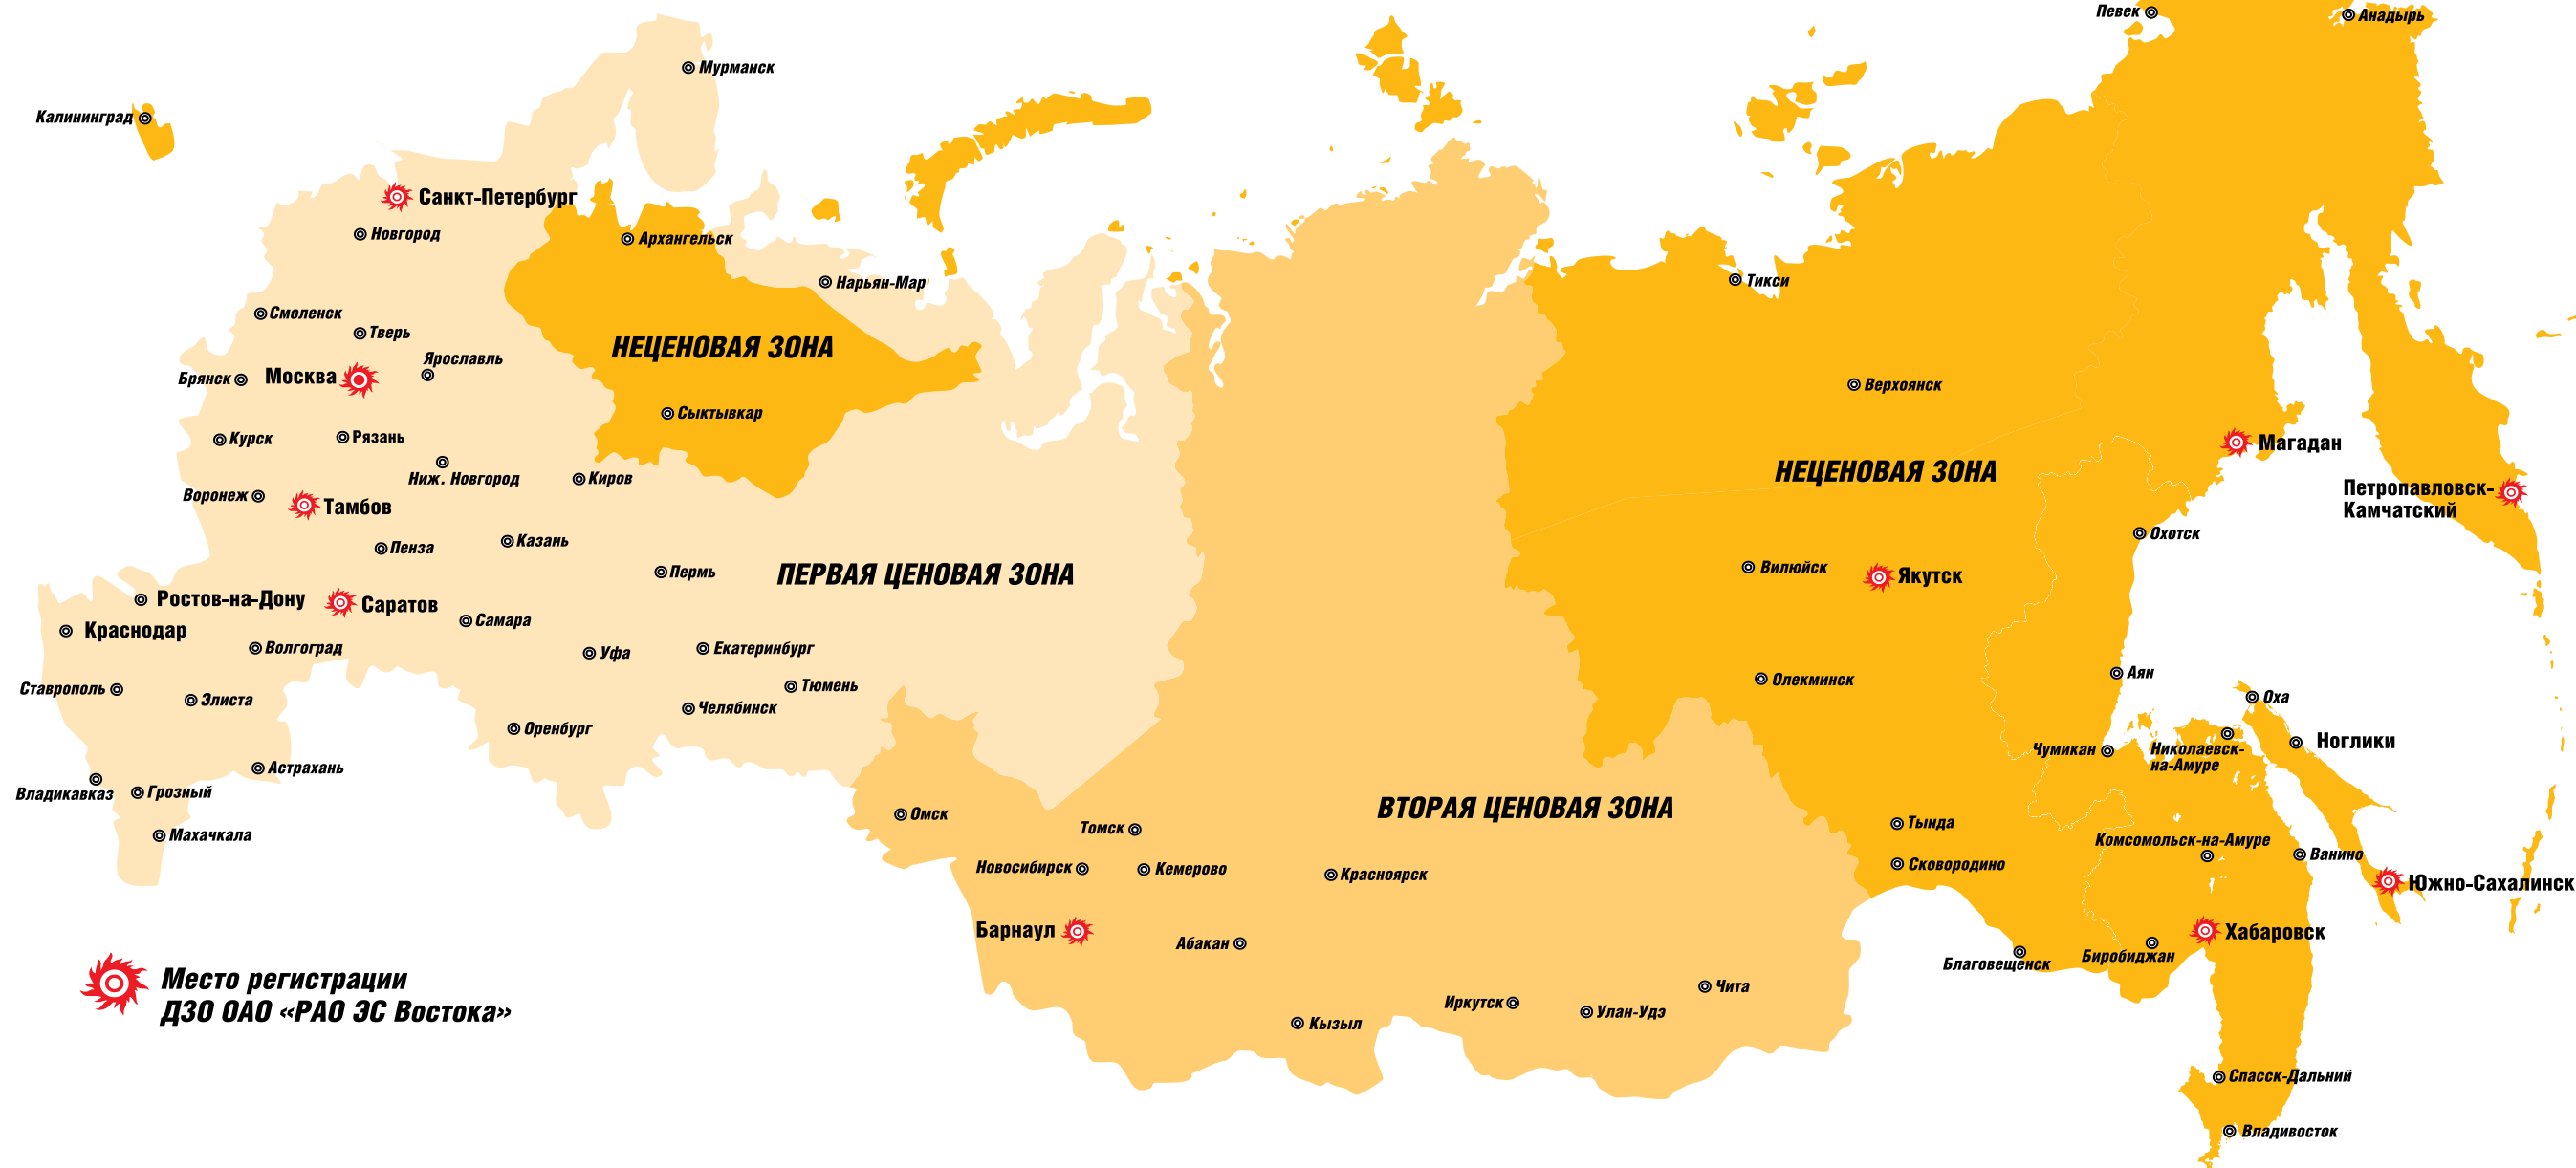 Певек
Анадырь
Мурманск
Калининград
Санкт-Петербург
Новгород
Архангельск
Нарьян-Мар
Тикси
Смоленск
Тверь
НЕЦЕНОВАЯ ЗОНА
Ярославль
Брянск
Москва
Верхоянск
Сыктывкар
Курск
Рязань
Магадан
НЕЦЕНОВАЯ ЗОНА
Ниж. Новгород
Киров
Петропавловск-
Камчатский
Воронеж
Тамбов
Охотск
Пенза
Казань
Вилюйск
Пермь
ПЕРВАЯ ЦЕНОВАЯ ЗОНА
Якутск
Ростов-на-Дону
Саратов
Самара
Краснодар
Волгоград
Уфа
Екатеринбург
Аян
Олекминск
Тюмень
Ставрополь
Элиста
Оха
Челябинск
Оренбург
Ноглики
Чумикан
Николаевск-
на-Амуре
Астрахань
Владикавказ
Грозный
ВТОРАЯ ЦЕНОВАЯ ЗОНА
Омск
Тында
Томск
Махачкала
Комсомольск-на-Амуре
Ванино
Сковородино
Новосибирск
Кемерово
Красноярск
Южно-Сахалинск
Барнаул
Хабаровск
Абакан
Биробиджан
Благовещенск
Место регистрации
ДЗО ОАО «РАО ЭС Востока»
Чита
Иркутск
Улан-Удэ
Кызыл
Спасск-Дальний
Владивосток